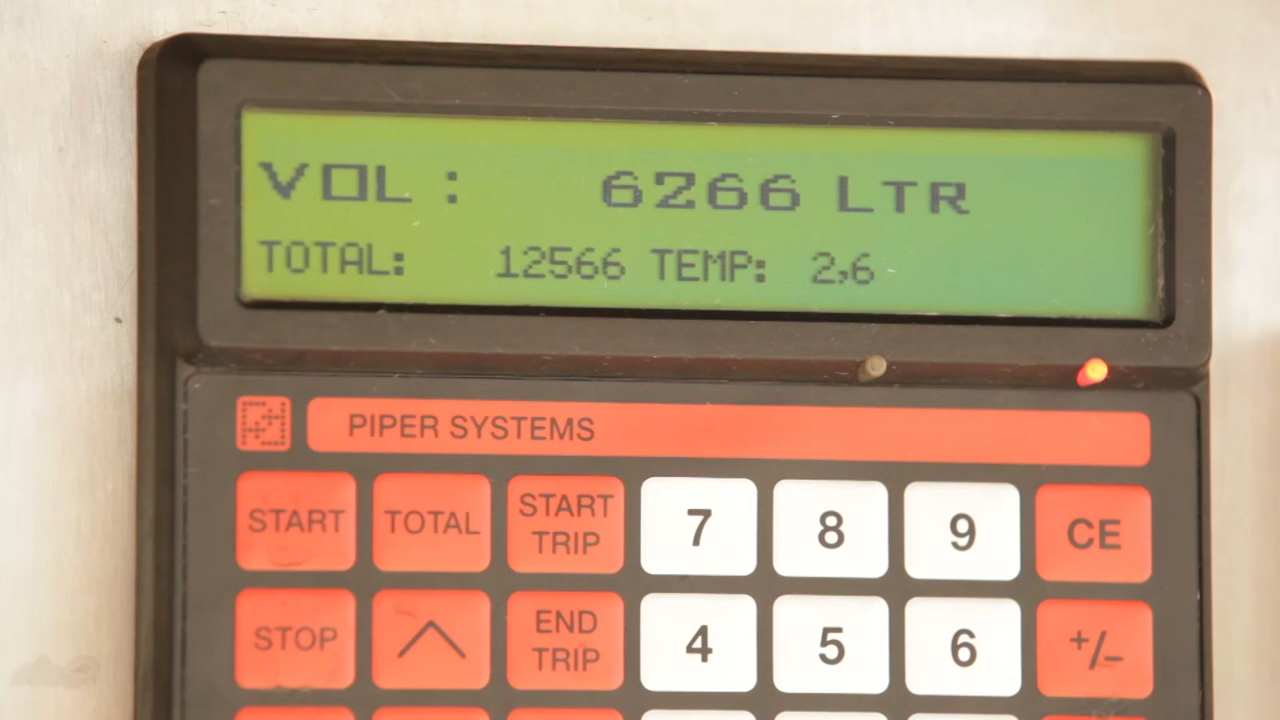 VOL : 6266 LTR
TOTAL: 12566 TEMP: 2,6
PIPER SYSTEMS
START TOTAL START TRIP 7 8 9 CE
STOP END TRIP 4 5 6 +/-